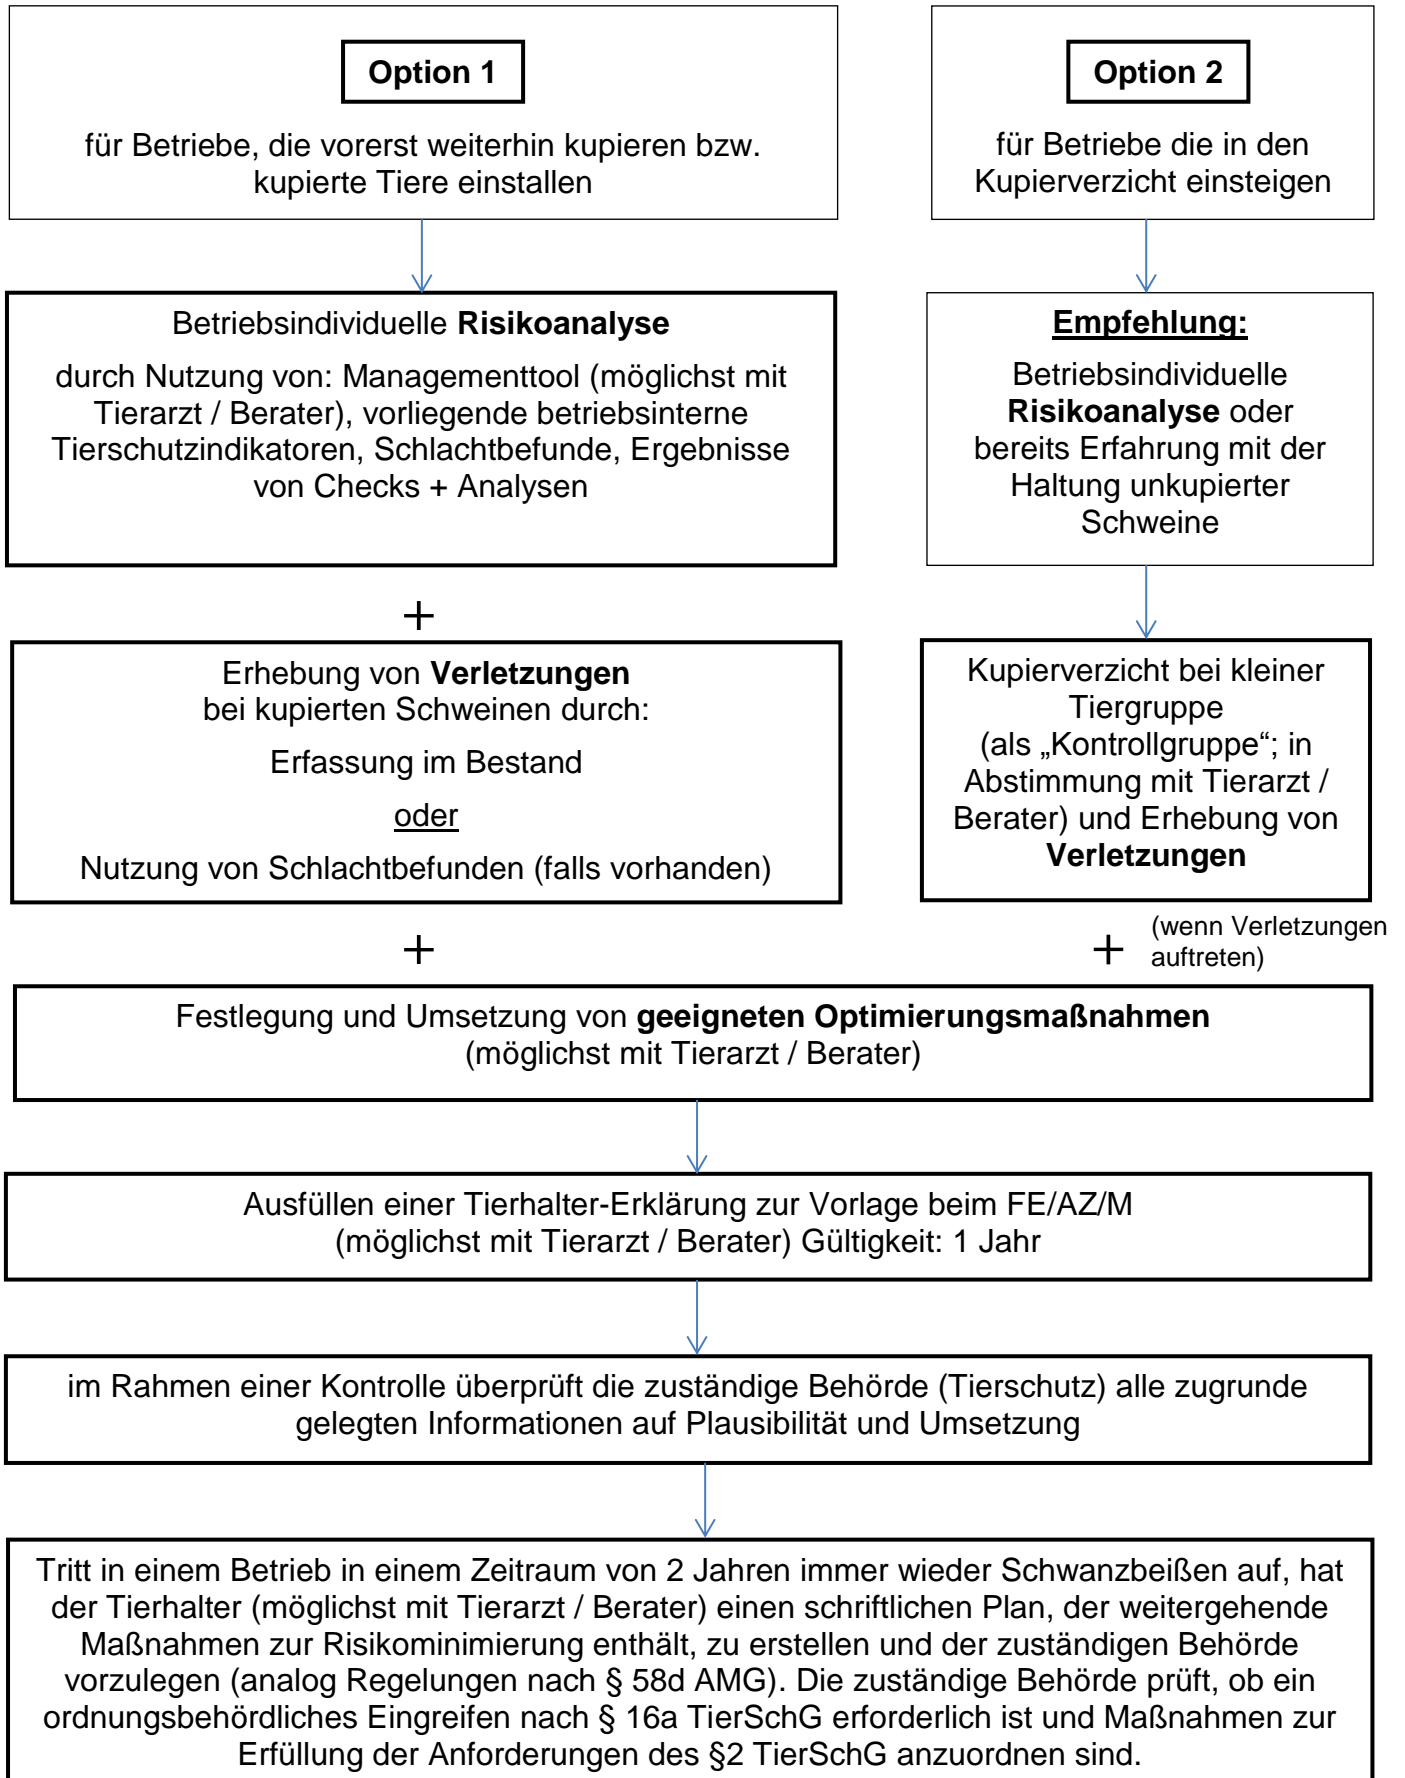 Option 1
für Betriebe, die vorerst weiterhin kupieren bzw.
kupierte Tiere einstallen
Option 2
für Betriebe die in den
Kupierverzicht einsteigen
Betriebsindividuelle Risikoanalyse
durch Nutzung von: Managementtool (möglichst mit
Tierarzt / Berater), vorliegende betriebsinterne
Tierschutzindikatoren, Schlachtbefunde, Ergebnisse
von Checks + Analysen
Empfehlung:
Betriebsindividuelle
Risikoanalyse oder
bereits Erfahrung mit der
Haltung unkupierter
Schweine
+
Erhebung von Verletzungen
bei kupierten Schweinen durch:
Erfassung im Bestand
oder
Nutzung von Schlachtbefunden (falls vorhanden)
Kupierverzicht bei kleiner
Tiergruppe
(als „Kontrollgruppe“; in
Abstimmung mit Tierarzt /
Berater) und Erhebung von
Verletzungen
+
+
(wenn Verletzungen
auftreten)
Festlegung und Umsetzung von geeigneten Optimierungsmaßnahmen
(möglichst mit Tierarzt / Berater)
Ausfüllen einer Tierhalter-Erklärung zur Vorlage beim FE/AZ/M
(möglichst mit Tierarzt / Berater) Gültigkeit: 1 Jahr
im Rahmen einer Kontrolle überprüft die zuständige Behörde (Tierschutz) alle zugrunde
gelegten Informationen auf Plausibilität und Umsetzung
Tritt in einem Betrieb in einem Zeitraum von 2 Jahren immer wieder Schwanzbeißen auf, hat
der Tierhalter (möglichst mit Tierarzt / Berater) einen schriftlichen Plan, der weitergehende
Maßnahmen zur Risikominimierung enthält, zu erstellen und der zuständigen Behörde
vorzulegen (analog Regelungen nach § 58d AMG). Die zuständige Behörde prüft, ob ein
ordnungsbehördliches Eingreifen nach § 16a TierSchG erforderlich ist und Maßnahmen zur
Erfüllung der Anforderungen des §2 TierSchG anzuordnen sind.